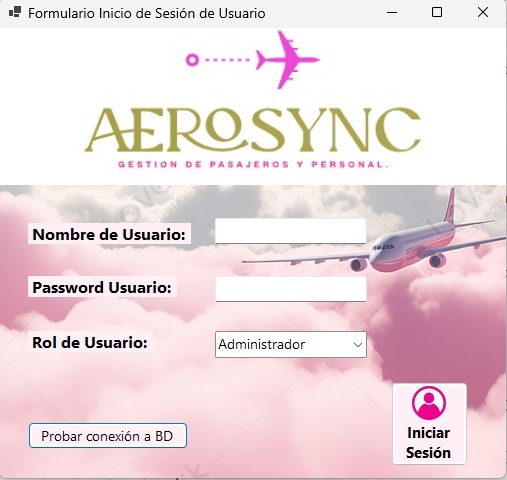 Formulario Inicio de Sesión de Usuario
AEROSYNC
GESTION DE PASAJEROS Y PERSONAL.
Nombre de Usuario:
Password Usuario:
Rol de Usuario:
Administrador
Probar conexión a BD
Iniciar
Sesión